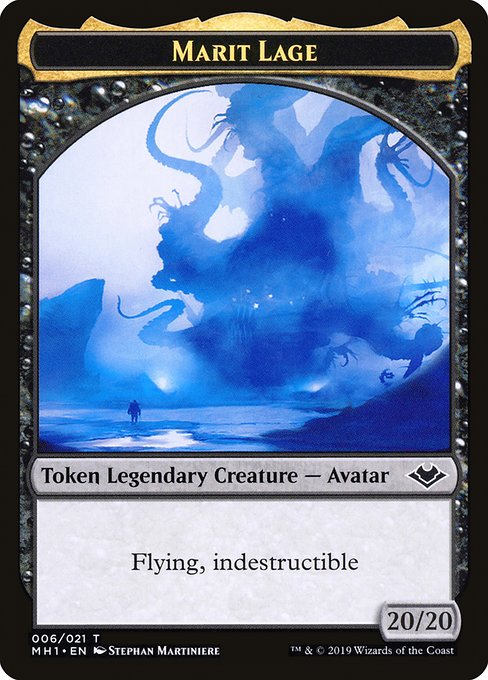 Marit Lage
Token Legendary Creature — Avatar
Flying, indestructible
20/20
006/021 T
MH1 • EN Stephan Martiniere
™ & © 2019 Wizards of the Coast